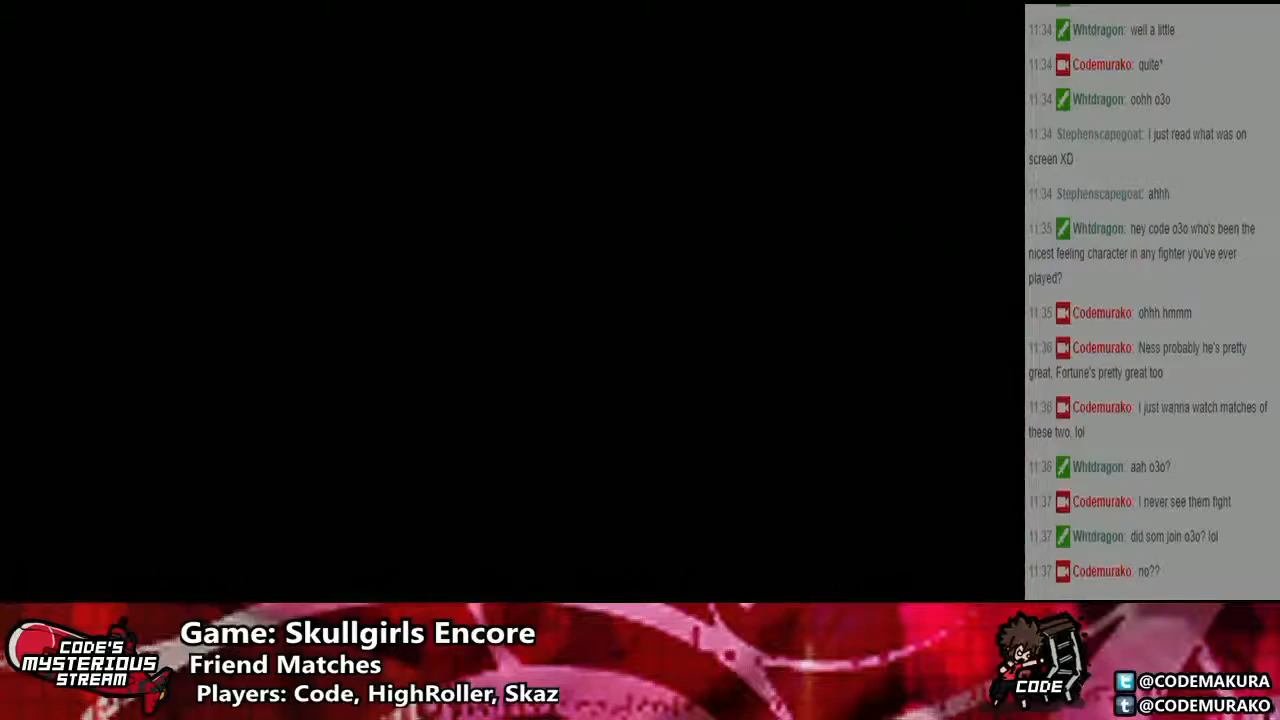 11:34 Whtdragon: well a little
11:34 Codemurako: quite*
11:34 Whtdragon: oohh o3o
11:34 Stephenscapegoat: I just read what was on
screen XD
11:34 Stephenscapegoat: ahhh
11:35 Whtdragon: ney code o3o who's been the
nicest feeling character in any fighter you've ever
played?
11:35 Codemurako: ohhh hmmm
11:36 Codemurako: Ness probably he's pretty
great, Fortune's pretty great too
11:36 Codemurako: I just wanna watch matches of
these two. lol
11:36 Whtdragon: aah o3o?
11:37 Codemurako: I never see them fight
11:37 Whtdragon: did som join o3o? lol
11:37 Codemurako: no??
CODE'S
MYSTERIOUS
STREAM
Game: Skullgirls Encore
Friend Matches
Players: Code, HighRoller, Skaz
CODE
@CODEMAKURA
@CODEMURAKO